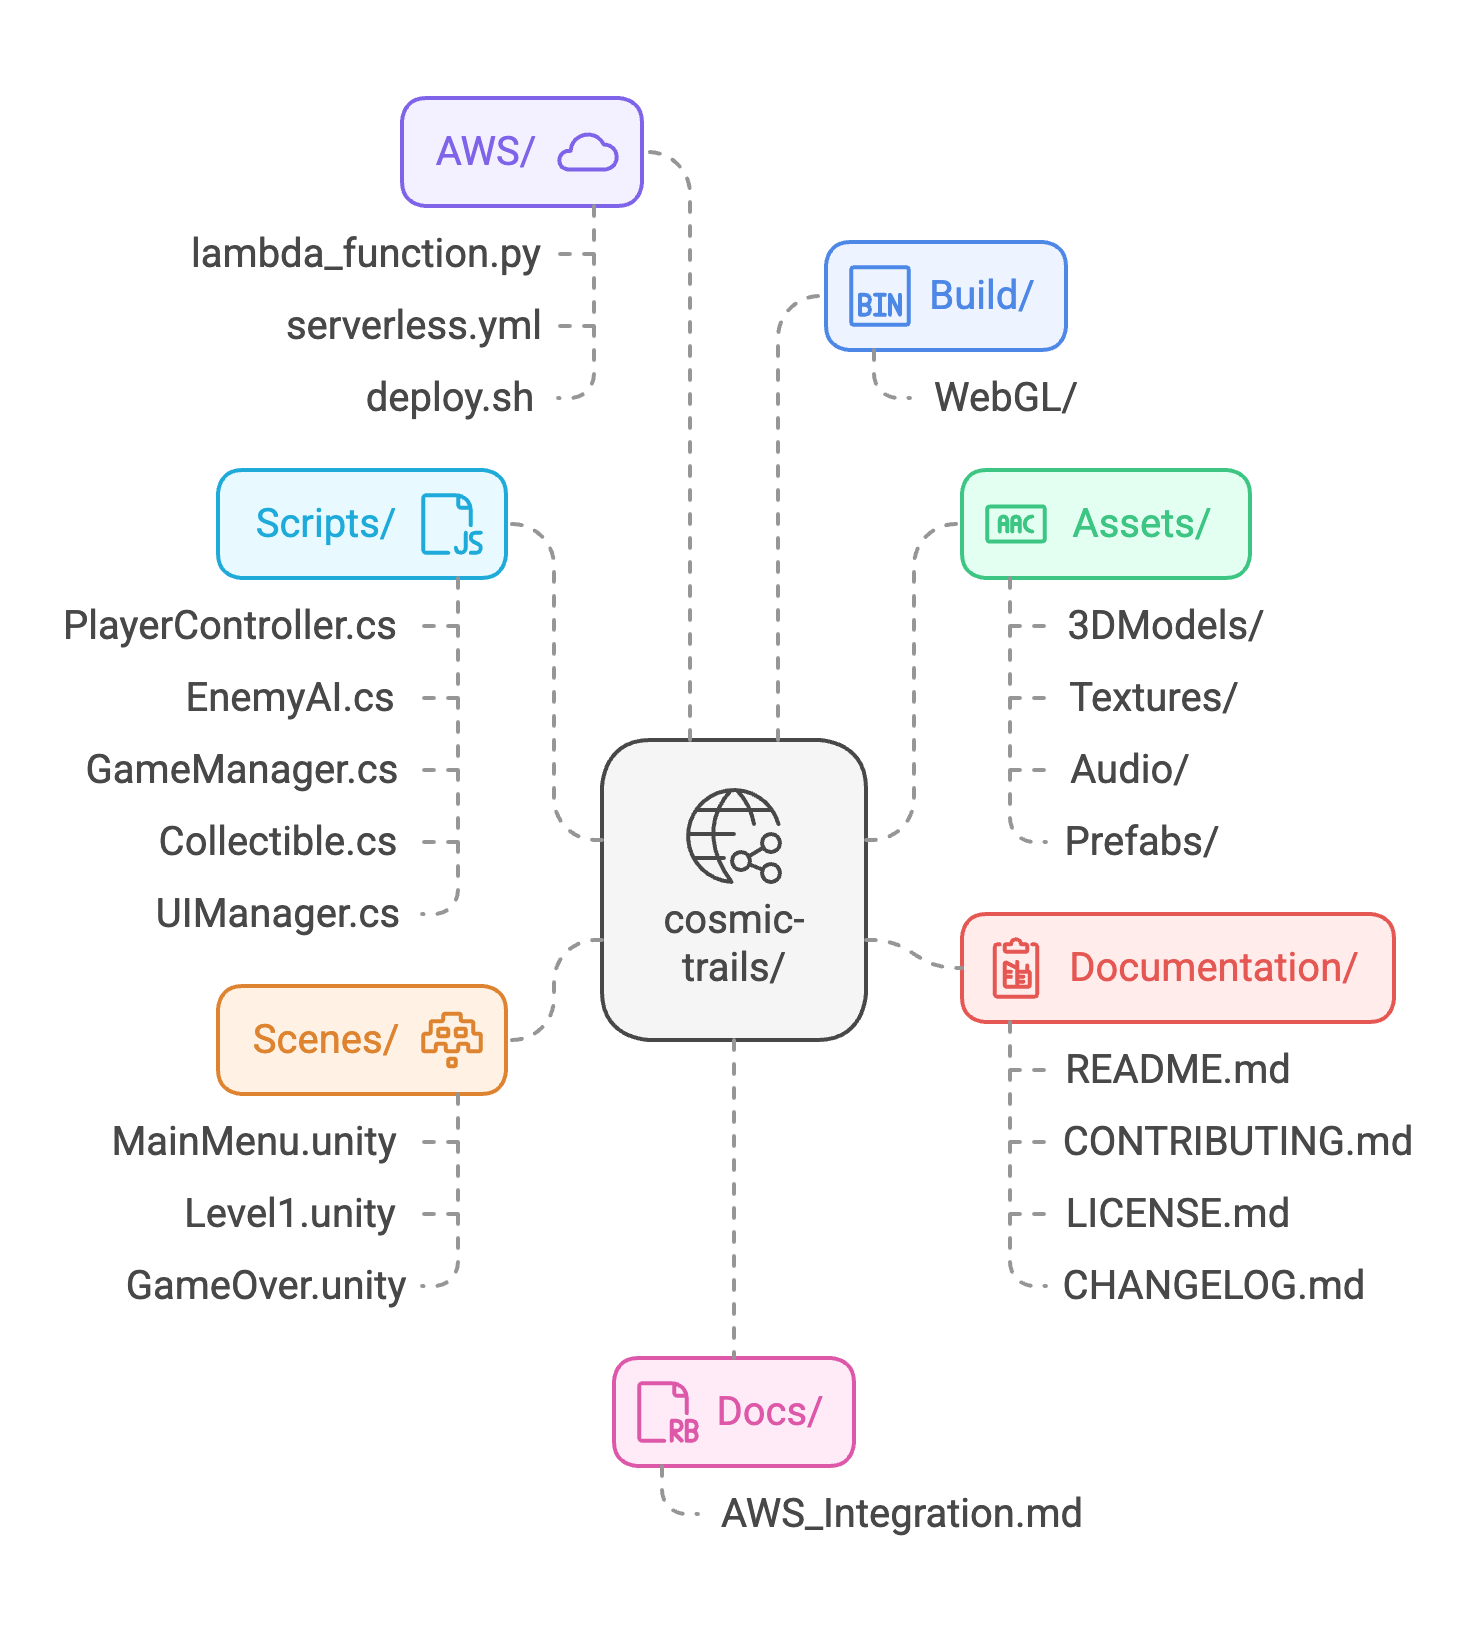 AWS/
lambda_function.py
serverless.yml
deploy.sh
BIN
Build/
WebGL/
Scripts/
JS
PlayerController.cs
EnemyAI.cs
GameManager.cs
Collectible.cs
UIManager.cs
AAC
Assets/
3DModels/
Textures/
Audio/
Prefabs/
cosmic-
trails/
Scenes/
MainMenu.unity
Level1.unity
GameOver.unity
Documentation/
README.md
CONTRIBUTING.md
LICENSE.md
CHANGELOG.md
RB
Docs/
AWS_Integration.md